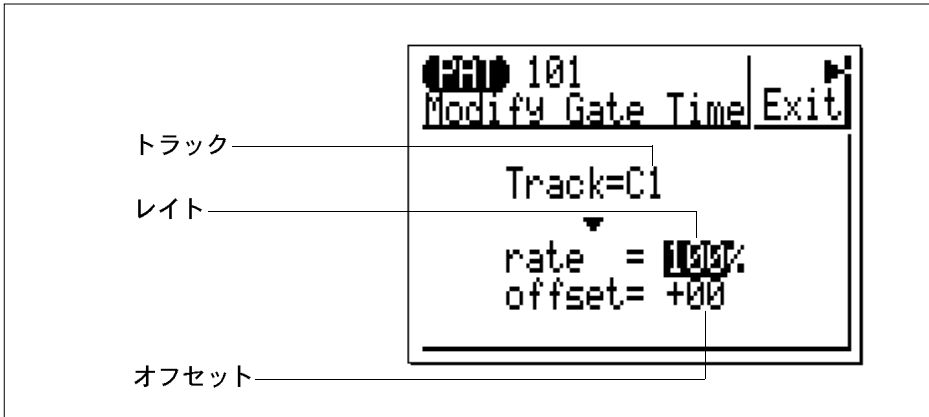 PAT 101
Modify Gate Time
Exit
トラック
Track=C1
レイト
rate = 100%
offset= +00
オフセット